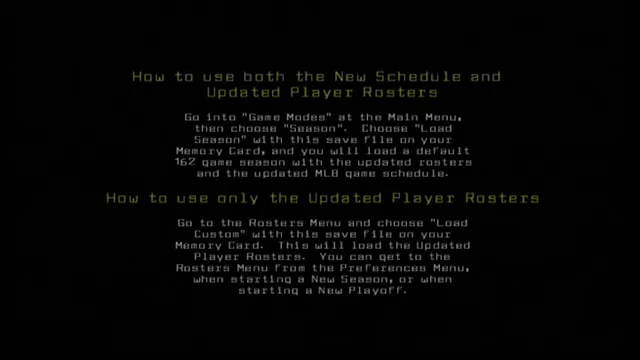 How to use both the New Schedule and
Updated Player Rosters
Go into "Game Modes" at the Main Menu,
then choose "Season".  Choose "Load
Season" with this save file on your
Memory Card, and you will load a default
162 game season with the updated rosters
and the updated MLB game schedule.
How to use only the Updated Player Rosters
Go to the Rosters Menu and choose "Load
Custom" with this save file on your
Memory Card.  This will load the Updated
Player Rosters.  You can get to the
Rosters Menu from the Preferences Menu,
when starting a New Season, or when
starting a New Playoff.